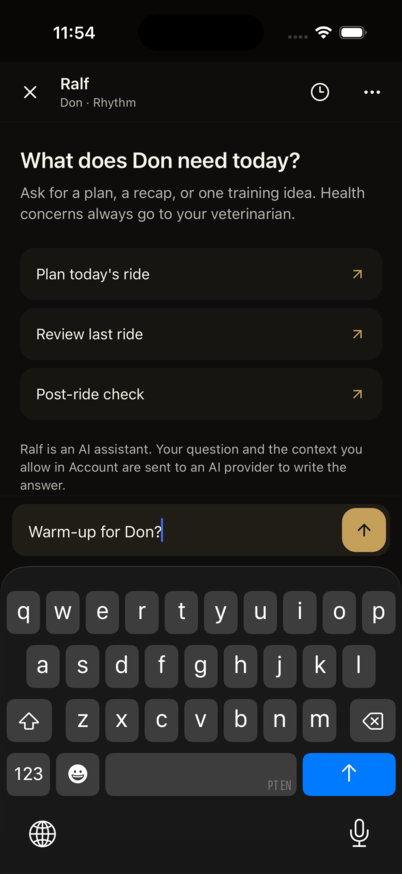 11:54
Ralf
Don · Rhythm
What does Don need today?
Ask for a plan, a recap, or one training idea. Health
concerns always go to your veterinarian.
Plan today's ride
Review last ride
Post-ride check
Ralf is an AI assistant. Your question and the context you
allow in Account are sent to an AI provider to write the
answer.
Warm-up for Don?
q w e r t y u i o p
a s d f g h j k l
z x c v b n m
123
PT EN